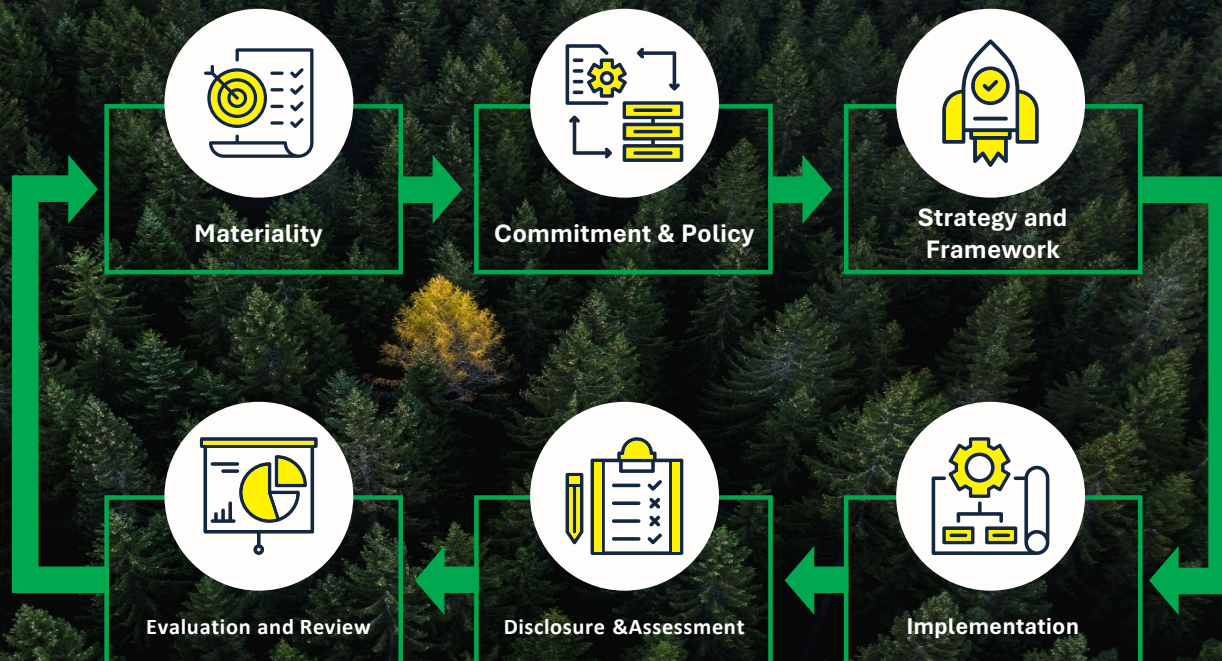 Materiality
Commitment & Policy
Strategy and
Framework
Evaluation and Review
Disclosure &Assessment
Implementation